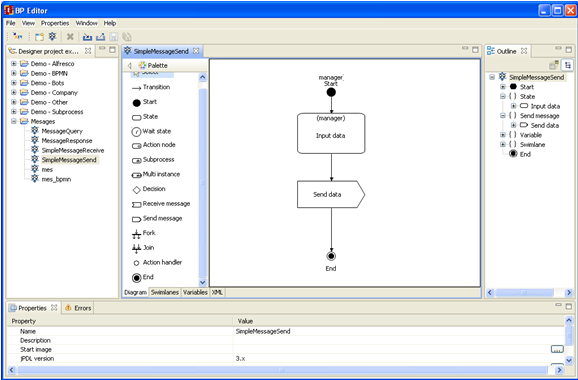 BP Editor
File View Properties Window Help
Designer project ex...
Demo - Alfresco
Demo - BPMN
Demo - Bots
Demo - Company
Demo - Other
Demo - Subprocess
Mesages
MessageQuery
MessageResponse
SimpleMessageReceive
SimpleMessageSend
mes
mes_bpmn
SimpleMessageSend
Palette
Select
Transition
Start
State
Wait state
Action node
Subprocess
Multi instance
Decision
Receive message
Send message
Fork
Join
Action handler
End
manager
Start
(manager)
Input data
Send data
End
Diagram Swimlanes Variables XML
Outline
SimpleMessageSend
Start
State
Input data
Send message
Send data
Variable
Swimlane
End
Properties Errors
Property Value
Name SimpleMessageSend
Description
Start image ...
jPDL version 3.x